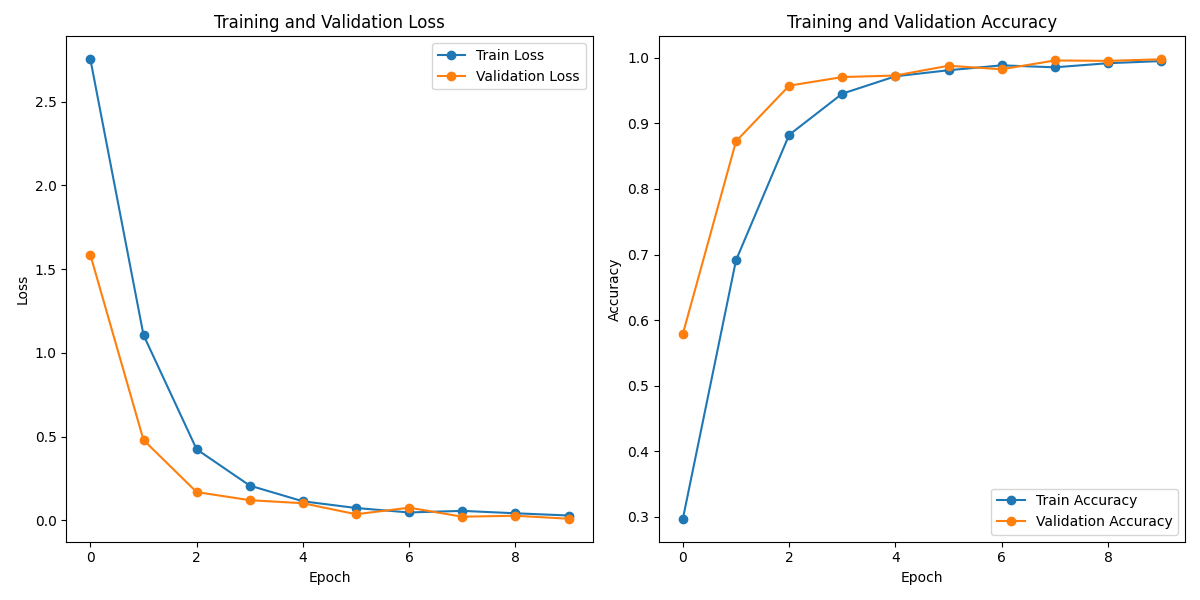 Training and Validation Loss
Train Loss
Validation Loss
2.5
2.0
1.5
1.0
0.5
0.0
Loss
0 2 4 6 8
Epoch
Training and Validation Accuracy
1.0
0.9
0.8
0.7
0.6
0.5
0.4
0.3
Accuracy
Train Accuracy
Validation Accuracy
0 2 4 6 8
Epoch